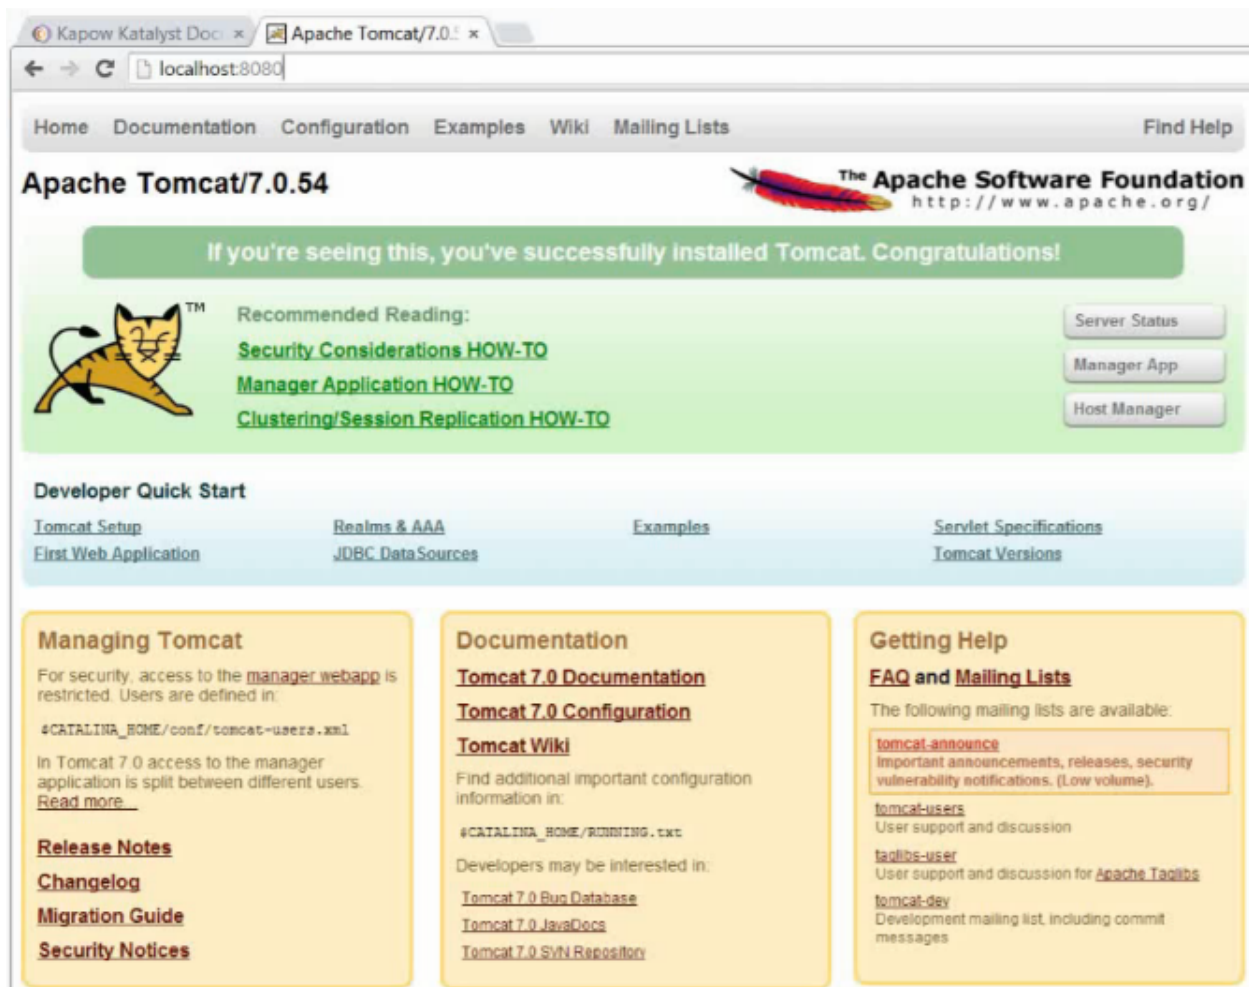 Kapow Katalyst Doc × Apache Tomcat/7.0. ×
localhost:8080
Home Documentation Configuration Examples Wiki Mailing Lists Find Help
Apache Tomcat/7.0.54
The Apache Software Foundation
http://www.apache.org/
If you're seeing this, you've successfully installed Tomcat. Congratulations!
TM
Recommended Reading:
Security Considerations HOW-TO
Manager Application HOW-TO
Clustering/Session Replication HOW-TO
Server Status
Manager App
Host Manager
Developer Quick Start
Tomcat Setup Realms & AAA Examples Servlet Specifications
First Web Application JDBC DataSources Tomcat Versions
Managing Tomcat
For security, access to the manager webapp is
restricted. Users are defined in:
$CATALINA_HOME/conf/tomcat-users.xml
In Tomcat 7.0 access to the manager
application is split between different users.
Read more...
Release Notes
Changelog
Migration Guide
Security Notices
Documentation
Tomcat 7.0 Documentation
Tomcat 7.0 Configuration
Tomcat Wiki
Find additional important configuration
information in:
$CATALINA_HOME/RUNNING.txt
Developers may be interested in:
Tomcat 7.0 Bug Database
Tomcat 7.0 JavaDocs
Tomcat 7.0 SVN Repository
Getting Help
FAQ and Mailing Lists
The following mailing lists are available:
tomcat-announce
Important announcements, releases, security
vulnerability notifications. (Low volume).
tomcat-users
User support and discussion
taglibs-user
User support and discussion for Apache Taglibs
tomcat-dev
Development mailing list, including commit
messages